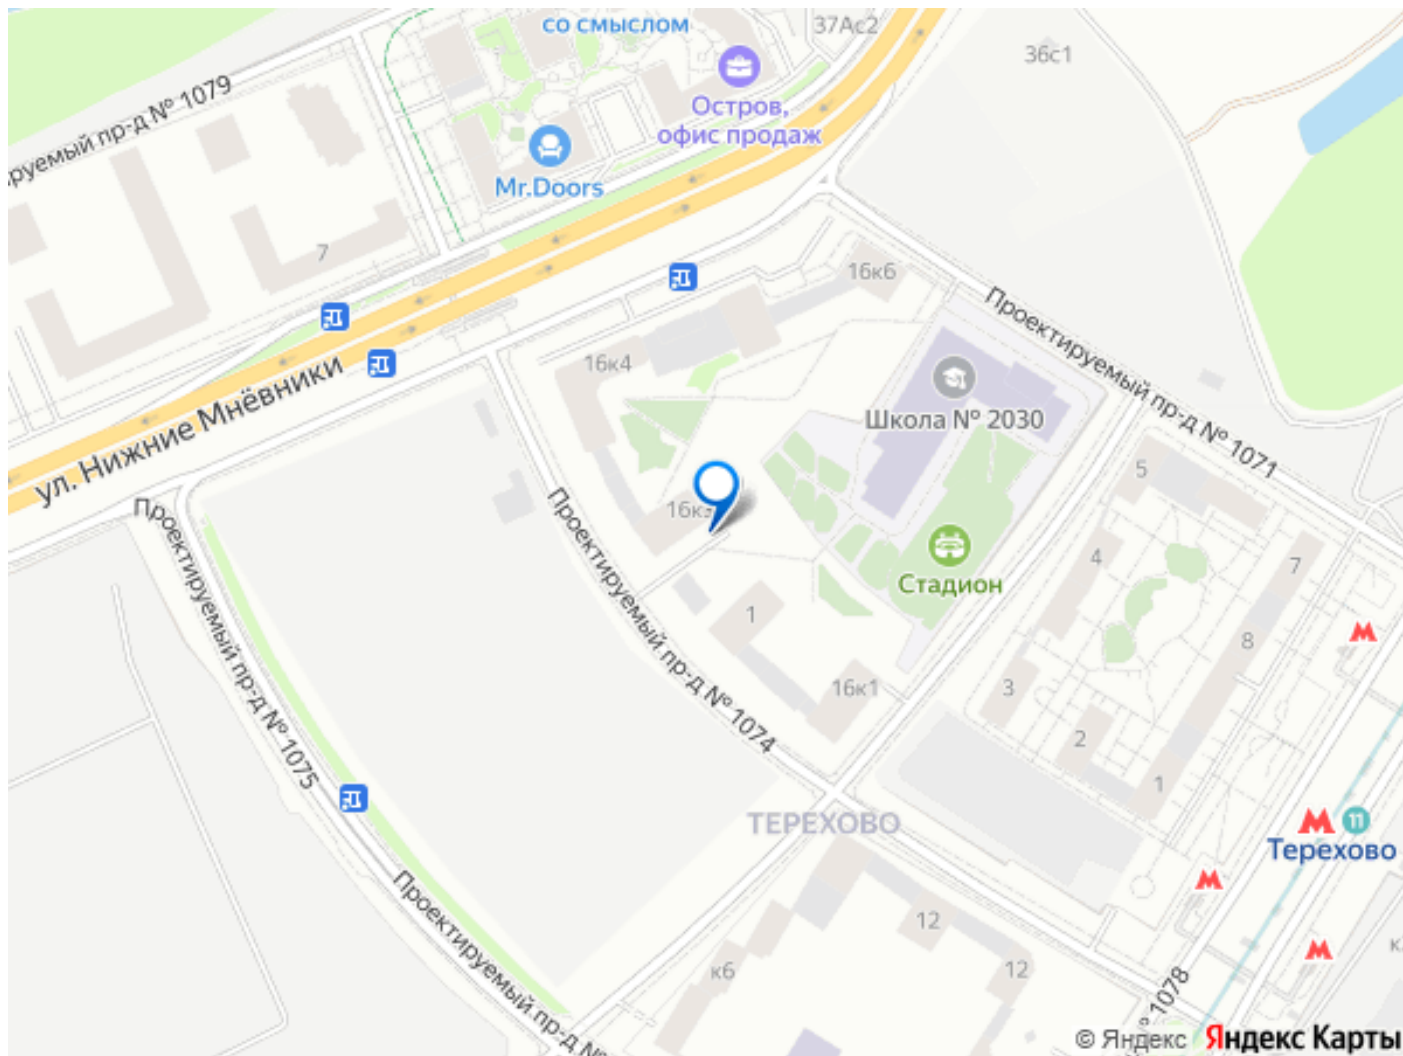 со смыслом
37Ас2
36с1
Остров,
офис продаж
руемый пр-д № 1079
Mr.Doors
7
16к6
Проектируемый пр-д № 1071
16к4
ул. Нижние Мнёвники
Школа № 2030
5
Проектируемый пр-д № 1074
Проектируемый пр-д № 1075
4
7
Стадион
1
8
3
16к1
2
1
ТЕРЕХОВО
11
Терехово
Проектируемый пр-д №
12
к6
12
№ 1078
© Яндекс
Яндекс Карты